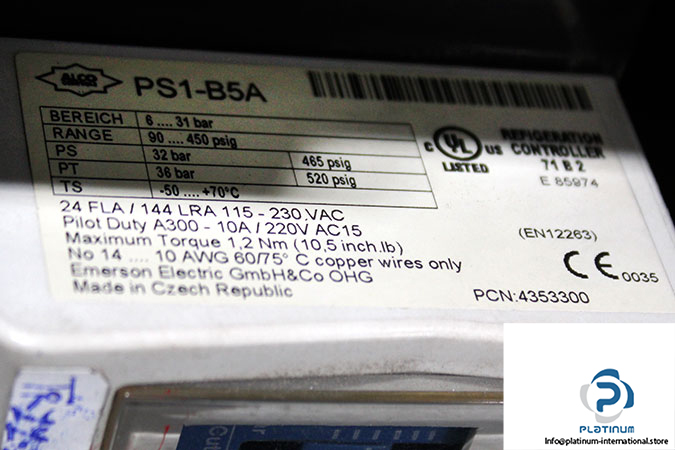 ALCO
PS1-B5A
BEREICH 6 .... 31 bar
RANGE 90 .... 450 psig
PS 32 bar 465 psig
PT 36 bar 520 psig
TS -50 .... +70°C
C UL US LISTED
REFRIGERATION
CONTROLLER
71 B 2
E 85974
24 FLA / 144 LRA 115 - 230 VAC
Pilot Duty A300 - 10A / 220V AC15
Maximum Torque 1,2 Nm (10,5 inch.lb)
No 14 .... 10 AWG 60/75° C copper wires only
Emerson Electric GmbH&Co OHG
Made in Czech Republic
(EN12263)
CE 0035
PCN:4353300
PLATINUM
Info@platinum-international.store